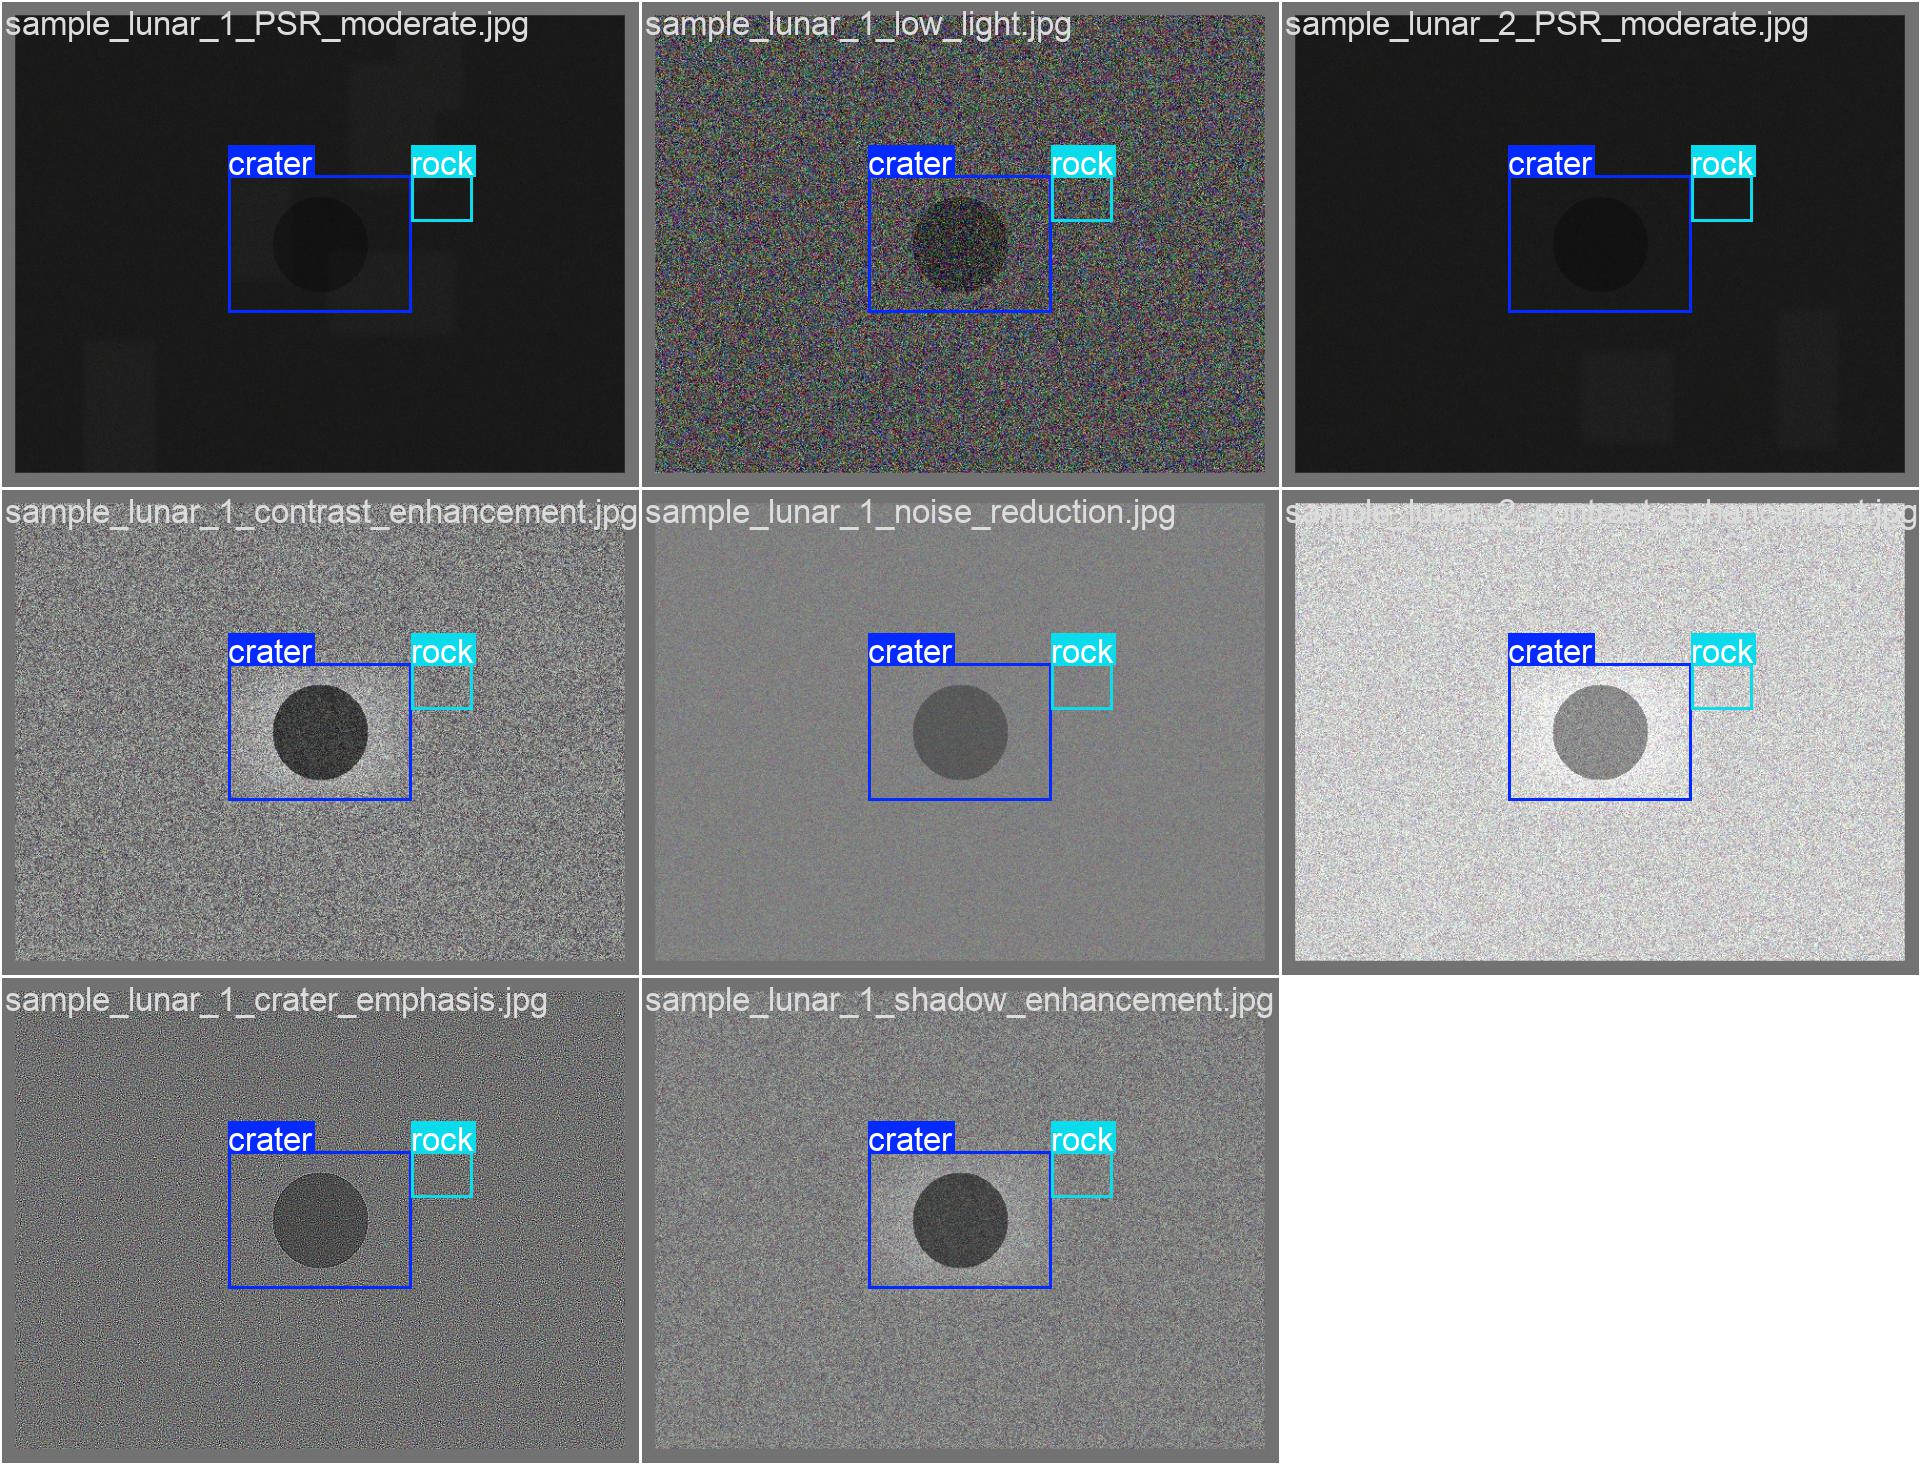 sample_lunar_1_PSR_moderate.jpg
crater
rock
sample_lunar_1_low_light.jpg
crater
rock
sample_lunar_2_PSR_moderate.jpg
crater
rock
sample_lunar_1_contrast_enhancement.jpg
crater
rock
sample_lunar_1_noise_reduction.jpg
crater
rock
sample_lunar_2_contrast_enhancement.jpg
crater
rock
sample_lunar_1_crater_emphasis.jpg
crater
rock
sample_lunar_1_shadow_enhancement.jpg
crater
rock